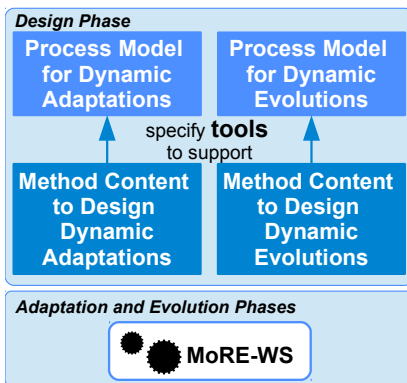 Design Phase
Process Model
for Dynamic
Adaptations
Process Model
for Dynamic
Evolutions
specify tools
to support
Method Content
to Design
Dynamic
Adaptations
Method Content
to Design
Dynamic
Evolutions
Adaptation and Evolution Phases
MoRE-WS